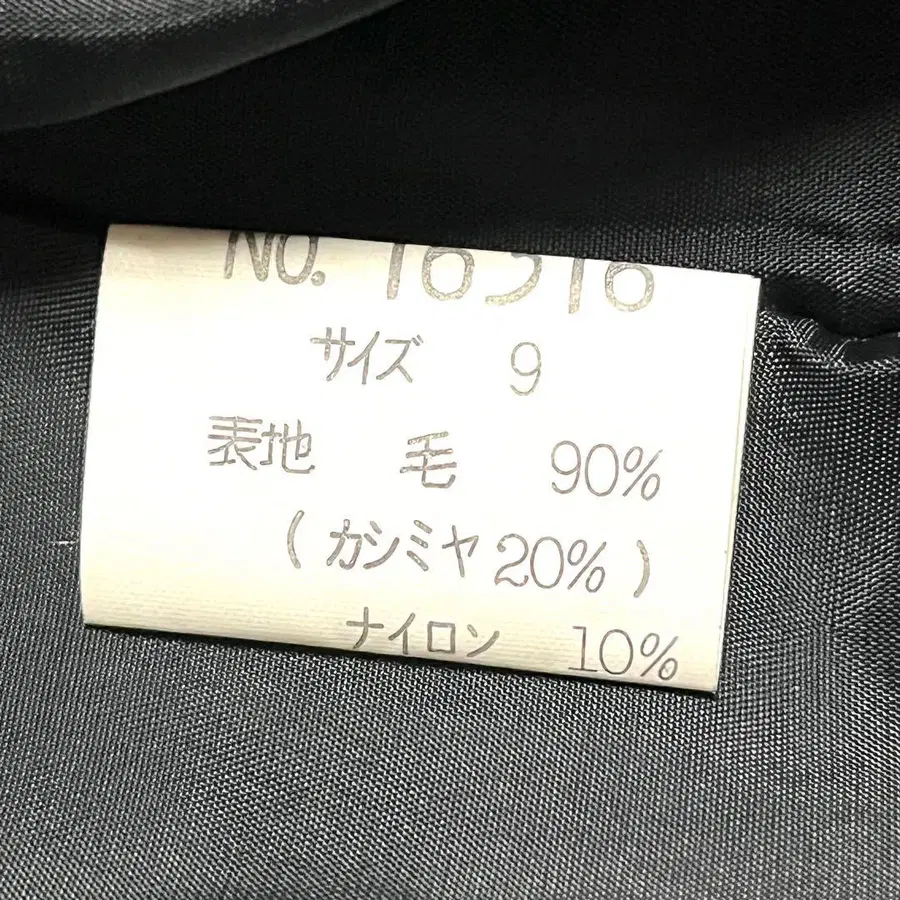 NO.
サイズ 9
表地 毛 90%
( カシミヤ 20% )
ナイロン 10%